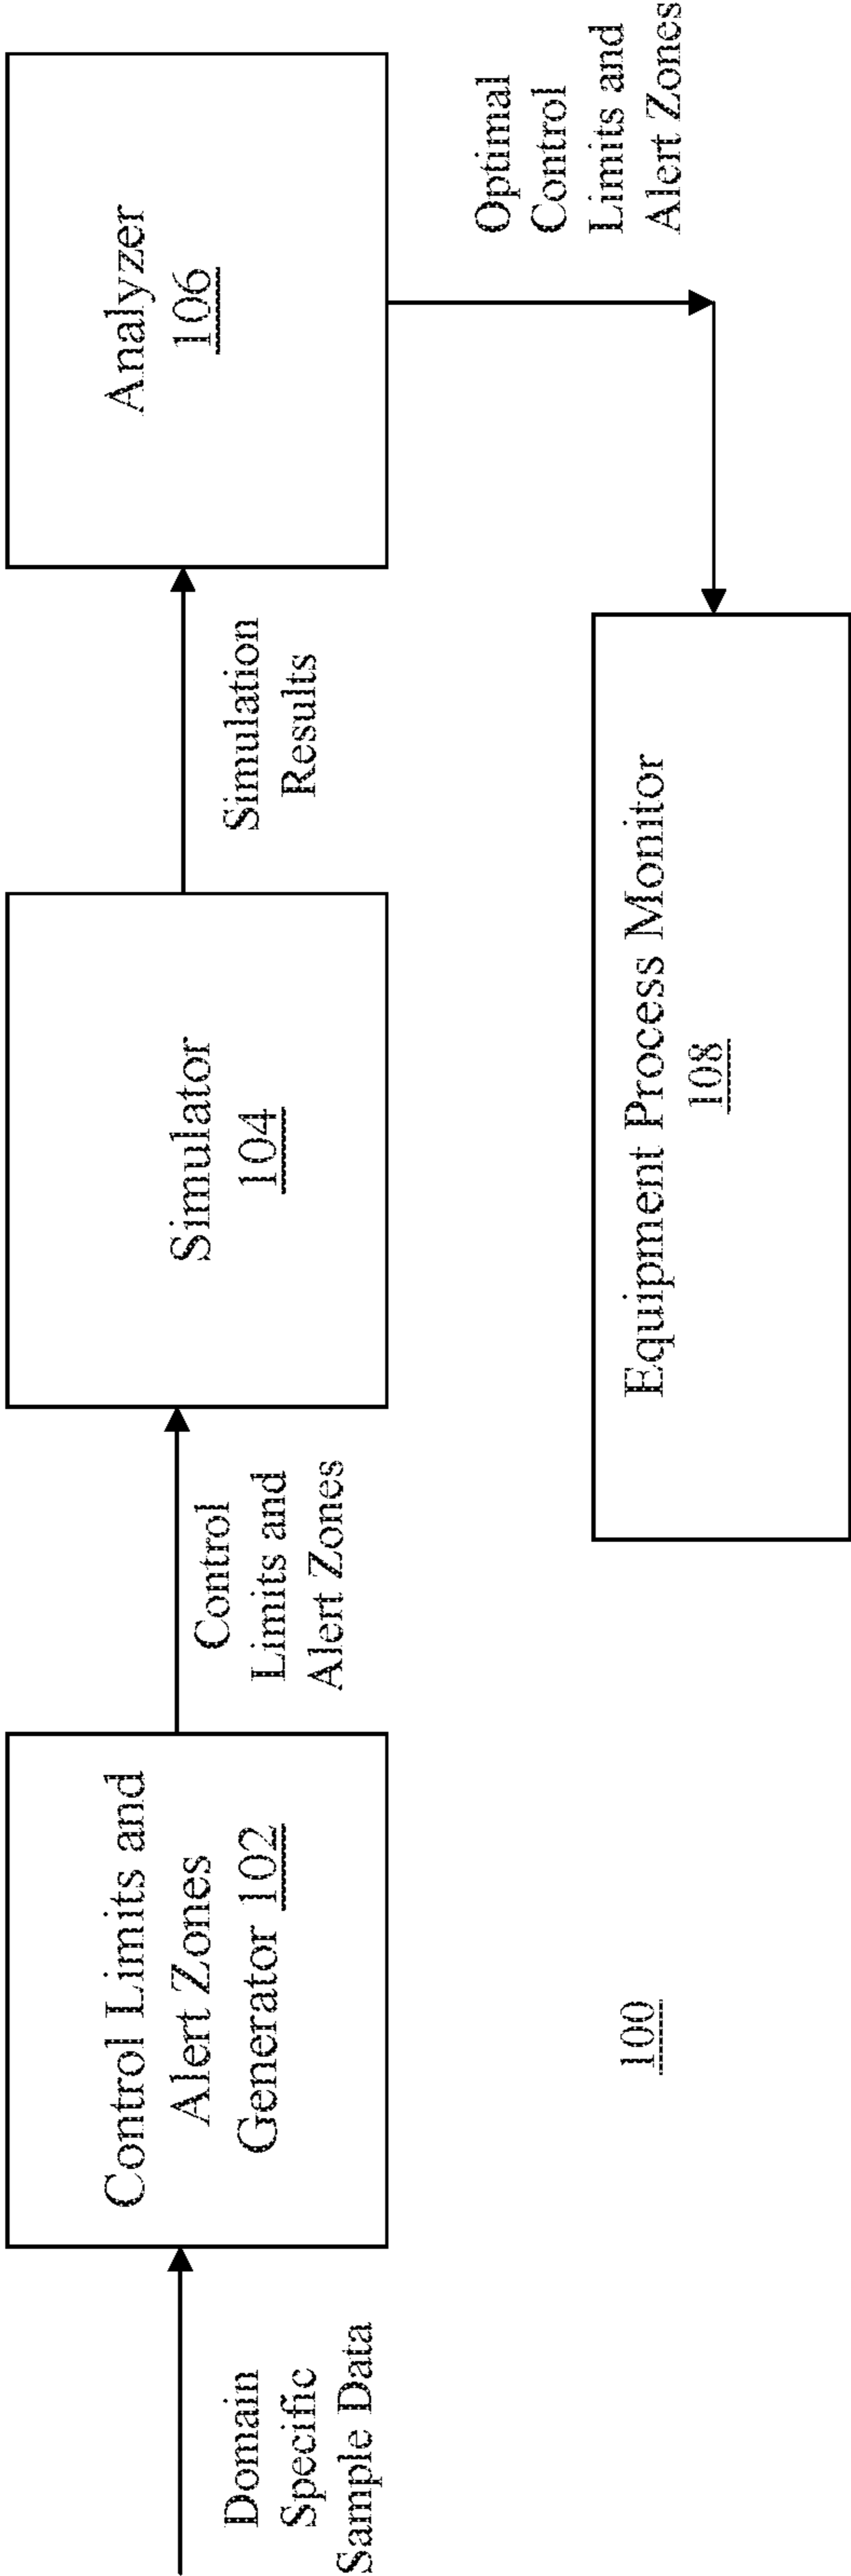 Domain
Specific
Sample Data
Control Limits and
Alert Zones
Generator 102
Control
Limits and
Alert Zones
Simulator
104
Simulation
Results
Analyzer
106
Optimal
Control
Limits and
Alert Zones
Equipment Process Monitor
108
100